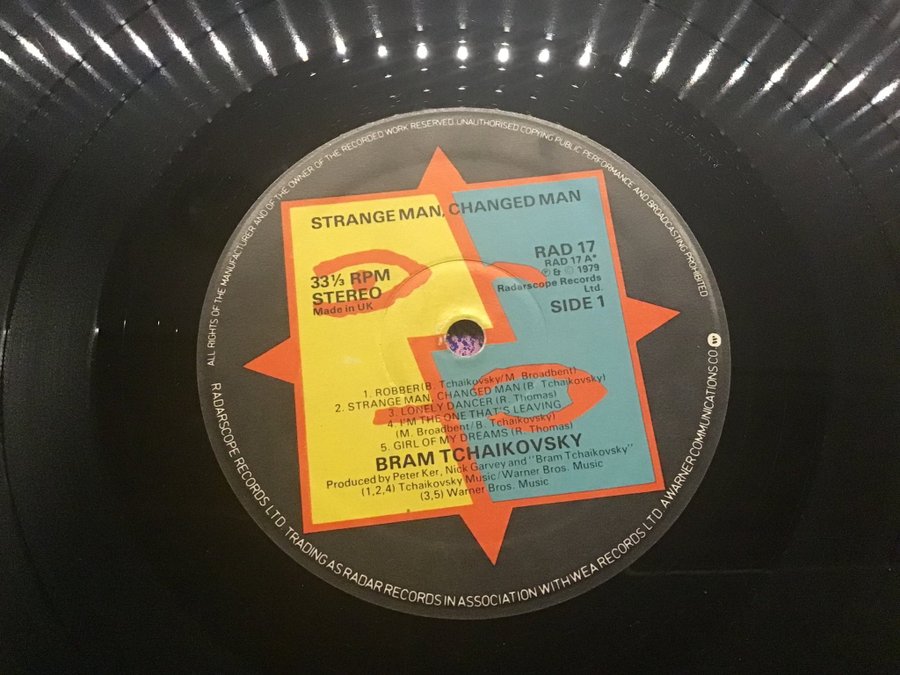 ALL RIGHTS OF THE MANUFACTURER AND OF THE OWNER OF THE RECORDED WORK RESERVED. UNAUTHORISED COPYING PUBLIC PERFORMANCE AND BROADCASTING PROHIBITED
STRANGE MAN, CHANGED MAN
33⅓ RPM
STEREO
Made in UK
RAD 17
RAD 17 A*
℗ & © 1979
Radarscope Records
Ltd.
SIDE 1
1. ROBBER (B. Tchaikovsky/M. Broadbent)
2. STRANGE MAN, CHANGED MAN (B. Tchaikovsky)
3. LONELY DANCER (R. Thomas)
4. I'M THE ONE THAT'S LEAVING
(M. Broadbent/B. Tchaikovsky)
5. GIRL OF MY DREAMS (R. Thomas)
BRAM TCHAIKOVSKY
Produced by Peter Ker, Nick Garvey and "Bram Tchaikovsky"
(1,2,4) Tchaikovsky Music/Warner Bros. Music
(3,5) Warner Bros. Music
RADARSCOPE RECORDS LTD. TRADING AS RADAR RECORDS IN ASSOCIATION WITH WEA RECORDS LTD. A WARNER COMMUNICATIONS CO.